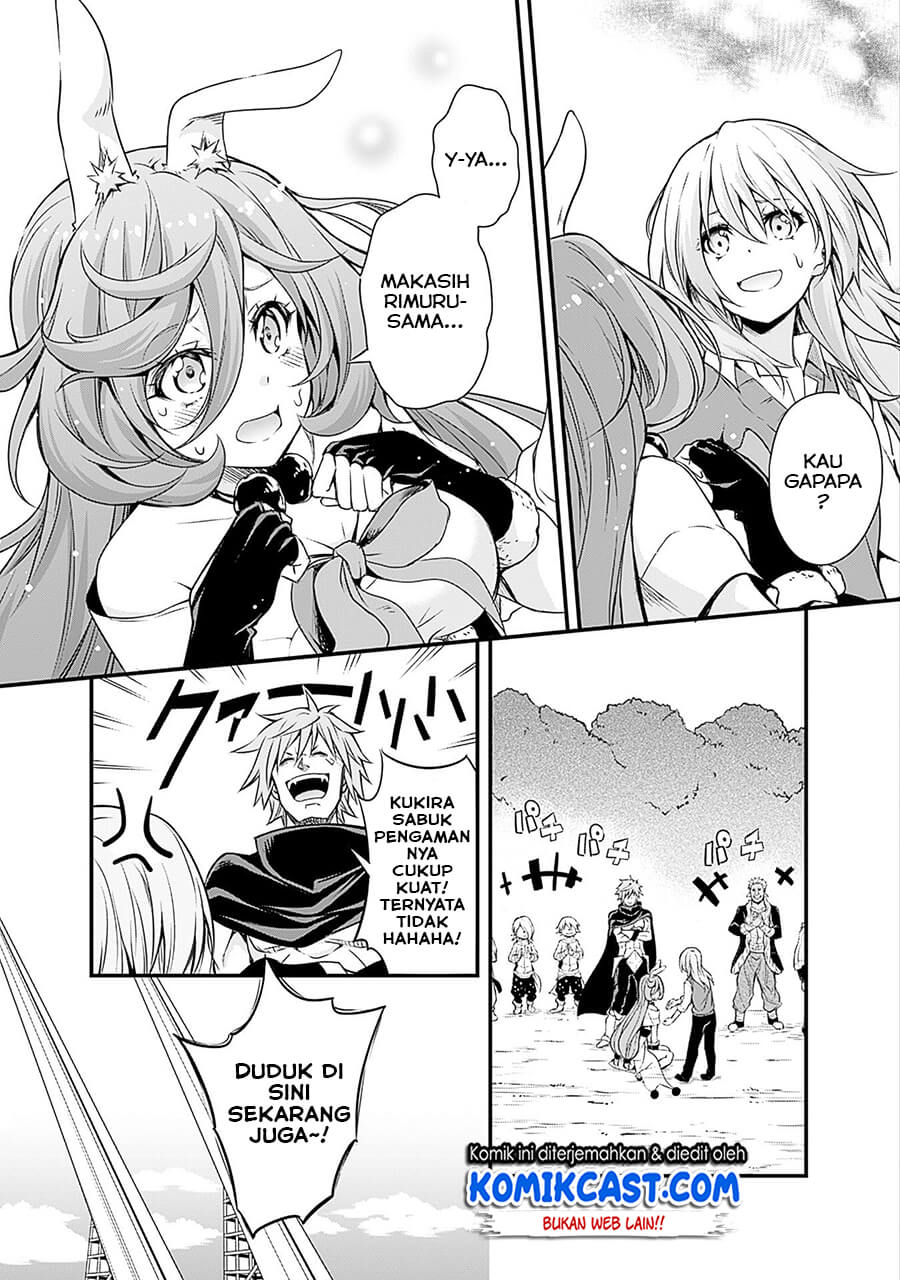 KAU
GAPAPA
?
Y-YA...
MAKASIH
RIMURU-
SAMA...
パチ
パチ
パチ
パチ
クァーハハハ
KUKIRA
SABUK
PENGAMAN
NYA
CUKUP
KUAT!
TERNYATA
TIDAK
HAHAHA!
DUDUK DI
SINI
SEKARANG
JUGA~!
Komik ini diterjemahkan & diedit oleh
KOMIKCAST.COM
BUKAN WEB LAIN!!